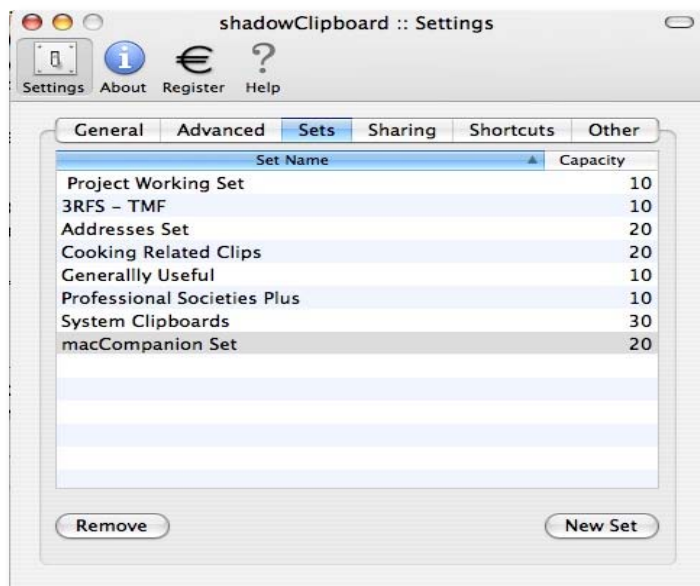 shadowClipboard :: Settings
Settings About Register Help
General Advanced Sets Sharing Shortcuts Other
Set Name Capacity
Project Working Set 10
3RFS - TMF 10
Addresses Set 20
Cooking Related Clips 20
Generallly Useful 10
Professional Societies Plus 10
System Clipboards 30
macCompanion Set 20
Remove New Set